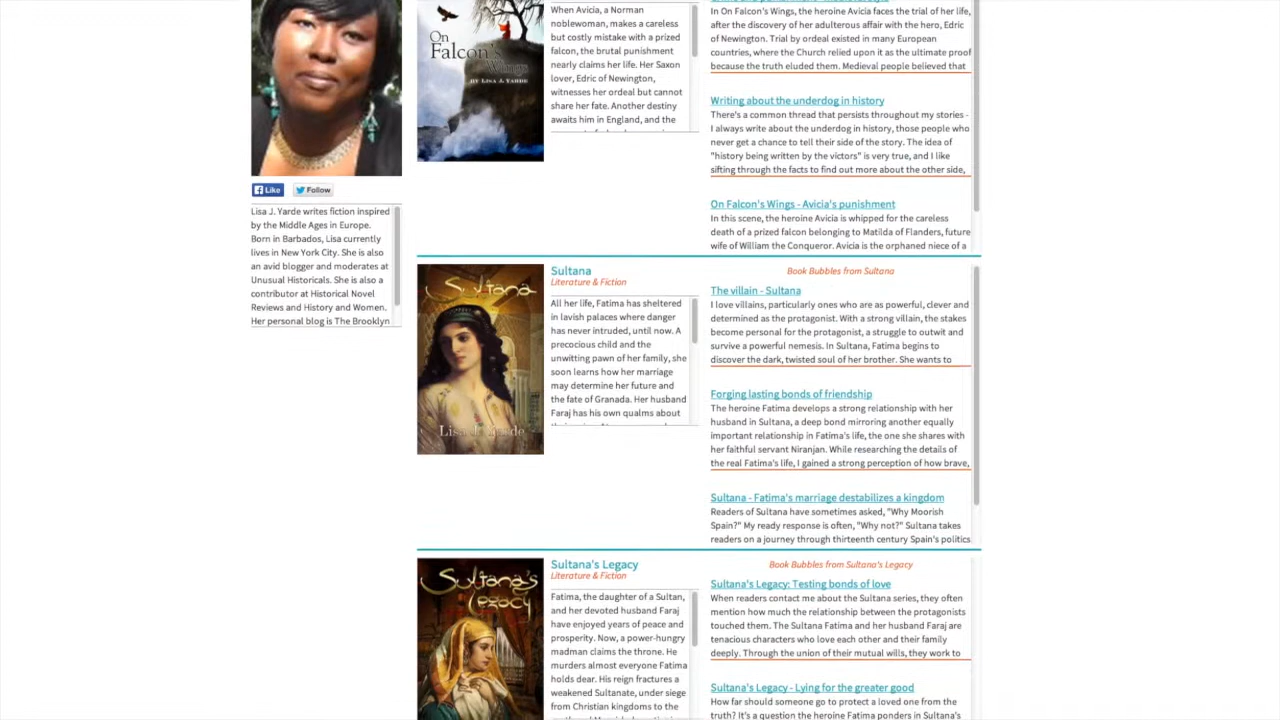 Like
Follow
Lisa J. Yarde writes fiction inspired
by the Middle Ages in Europe.
Born in Barbados, Lisa currently
lives in New York City. She is also
an avid blogger and moderates at
Unusual Historicals. She is also a
contributor at Historical Novel
Reviews and History and Women.
Her personal blog is The Brooklyn
On
Falcon's
Wings
BY LISA J. YARDE
When Avicia, a Norman
noblewoman, makes a careless
but costly mistake with a prized
falcon, the brutal punishment
nearly claims her life. Her Saxon
lover, Edric of Newington,
witnesses her ordeal but cannot
share her fate. Another destiny
awaits him in England, and the
In On Falcon's Wings, the heroine Avicia faces the trial of her life,
after the discovery of her adulterous affair with the hero, Edric
of Newington. Trial by ordeal existed in many European
countries, where the Church relied upon it as the ultimate proof
because the truth eluded them. Medieval people believed that
Writing about the underdog in history
There's a common thread that persists throughout my stories -
I always write about the underdog in history, those people who
never get a chance to tell their side of the story. The idea of
"history being written by the victors" is very true, and I like
sifting through the facts to find out more about the other side,
On Falcon's Wings - Avicia's punishment
In this scene, the heroine Avicia is whipped for the careless
death of a prized falcon belonging to Matilda of Flanders, future
wife of William the Conqueror. Avicia is the orphaned niece of a
Sultana
Lisa J. Yarde
Sultana
Literature & Fiction
All her life, Fatima has sheltered
in lavish palaces where danger
has never intruded, until now. A
precocious child and the
unwitting pawn of her family, she
soon learns how her marriage
may determine her future and
the fate of Granada. Her husband
Faraj has his own qualms about
Book Bubbles from Sultana
The villain - Sultana
I love villains, particularly ones who are as powerful, clever and
determined as the protagonist. With a strong villain, the stakes
become personal for the protagonist, a struggle to outwit and
survive a powerful nemesis. In Sultana, Fatima begins to
discover the dark, twisted soul of her brother. She wants to
Forging lasting bonds of friendship
The heroine Fatima develops a strong relationship with her
husband in Sultana, a deep bond mirroring another equally
important relationship in Fatima's life, the one she shares with
her faithful servant Niranjan. While researching the details of
the real Fatima's life, I gained a strong perception of how brave,
Sultana - Fatima's marriage destabilizes a kingdom
Readers of Sultana have sometimes asked, "Why Moorish
Spain?" My ready response is often, "Why not?" Sultana takes
readers on a journey through thirteenth century Spain's politics
Sultana's
Legacy
Sultana's Legacy
Literature & Fiction
Fatima, the daughter of a Sultan,
and her devoted husband Faraj
have enjoyed years of peace and
prosperity. Now, a power-hungry
madman claims the throne. He
murders almost everyone Fatima
holds dear. His reign fractures a
weakened Sultanate, under siege
from Christian kingdoms to the
Book Bubbles from Sultana's Legacy
Sultana's Legacy: Testing bonds of love
When readers contact me about the Sultana series, they often
mention how much the relationship between the protagonists
touched them. The Sultana Fatima and her husband Faraj are
tenacious characters who love each other and their family
deeply. Through the union of their mutual wills, they work to
Sultana's Legacy - Lying for the greater good
How far should someone go to protect a loved one from the
truth? It's a question the heroine Fatima ponders in Sultana's